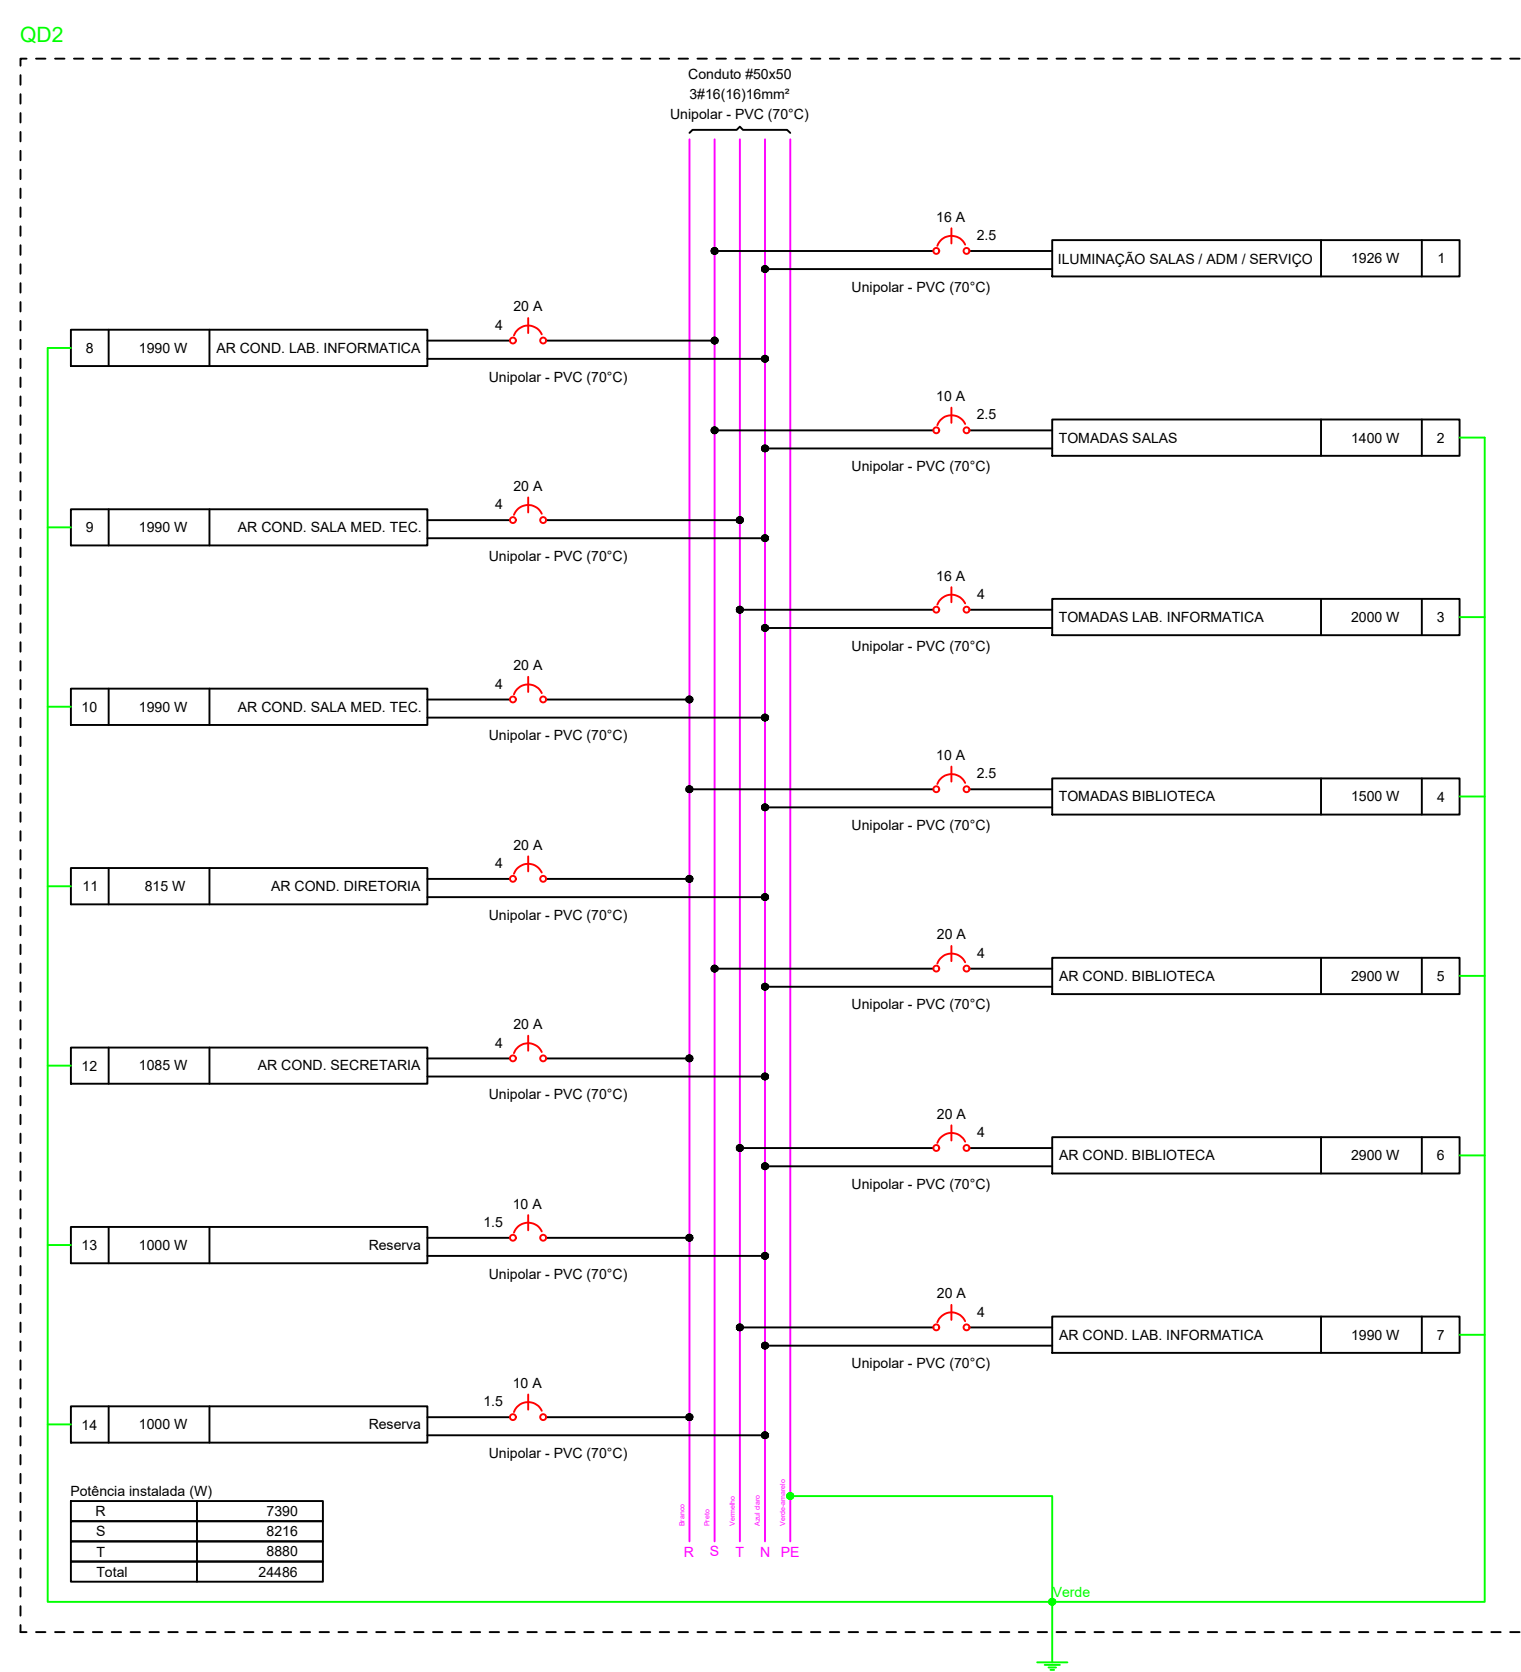 QD2
Conduto #50x50
3#16(16)16mm²
Unipolar - PVC (70°C)
16 A
2.5
ILUMINAÇÃO SALAS / ADM / SERVIÇO 1926 W 1
Unipolar - PVC (70°C)
20 A
4
8 1990 W AR COND. LAB. INFORMATICA
Unipolar - PVC (70°C)
10 A
2.5
TOMADAS SALAS 1400 W 2
Unipolar - PVC (70°C)
20 A
4
9 1990 W AR COND. SALA MED. TEC.
Unipolar - PVC (70°C)
16 A
4
TOMADAS LAB. INFORMATICA 2000 W 3
Unipolar - PVC (70°C)
20 A
4
10 1990 W AR COND. SALA MED. TEC.
Unipolar - PVC (70°C)
10 A
2.5
TOMADAS BIBLIOTECA 1500 W 4
Unipolar - PVC (70°C)
20 A
4
11 815 W AR COND. DIRETORIA
Unipolar - PVC (70°C)
20 A
4
AR COND. BIBLIOTECA 2900 W 5
Unipolar - PVC (70°C)
20 A
4
12 1085 W AR COND. SECRETARIA
Unipolar - PVC (70°C)
20 A
4
AR COND. BIBLIOTECA 2900 W 6
Unipolar - PVC (70°C)
10 A
1.5
13 1000 W Reserva
Unipolar - PVC (70°C)
20 A
4
AR COND. LAB. INFORMATICA 1990 W 7
Unipolar - PVC (70°C)
10 A
1.5
14 1000 W Reserva
Unipolar - PVC (70°C)
Potência instalada (W)
R 7390
S 8216
T 8880
Total 24486
Branco
Preto
Vermelho
Azul claro
Verde-amarelo
R S T N PE
Verde